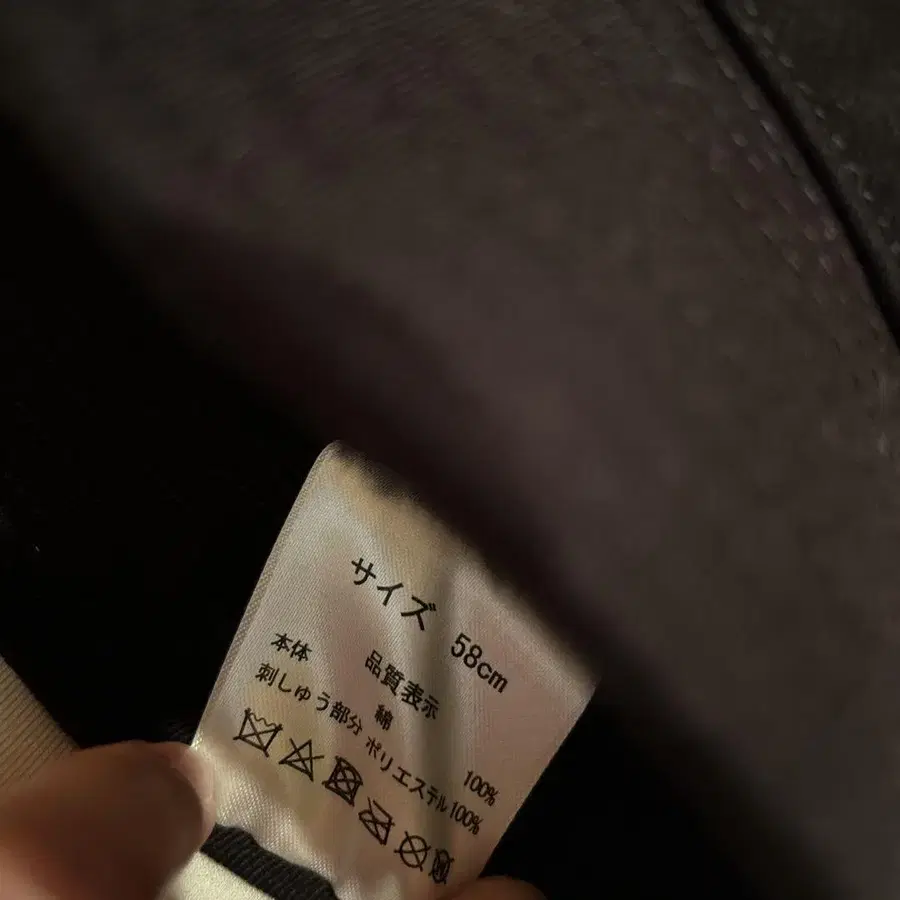 サイズ 58cm
品質表示
本体 綿 100%
刺しゅう部分 ポリエステル100%